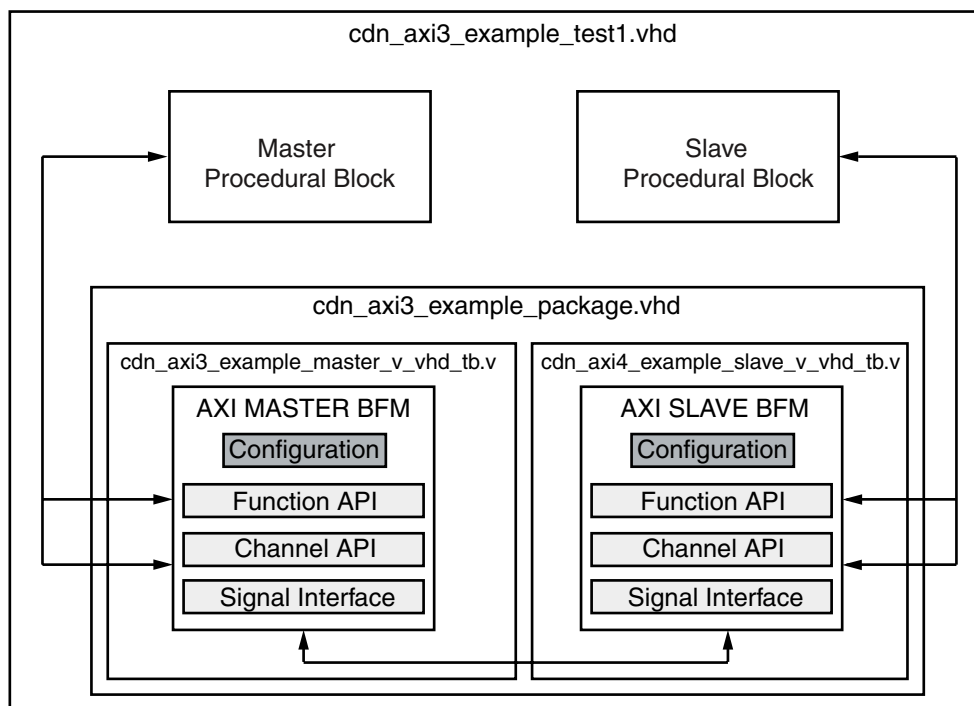 cdn_axi3_example_test1.vhd
Master
Procedural Block
Slave
Procedural Block
cdn_axi3_example_package.vhd
cdn_axi3_example_master_v_vhd_tb.v
AXI MASTER BFM
Configuration
Function API
Channel API
Signal Interface
cdn_axi4_example_slave_v_vhd_tb.v
AXI SLAVE BFM
Configuration
Function API
Channel API
Signal Interface